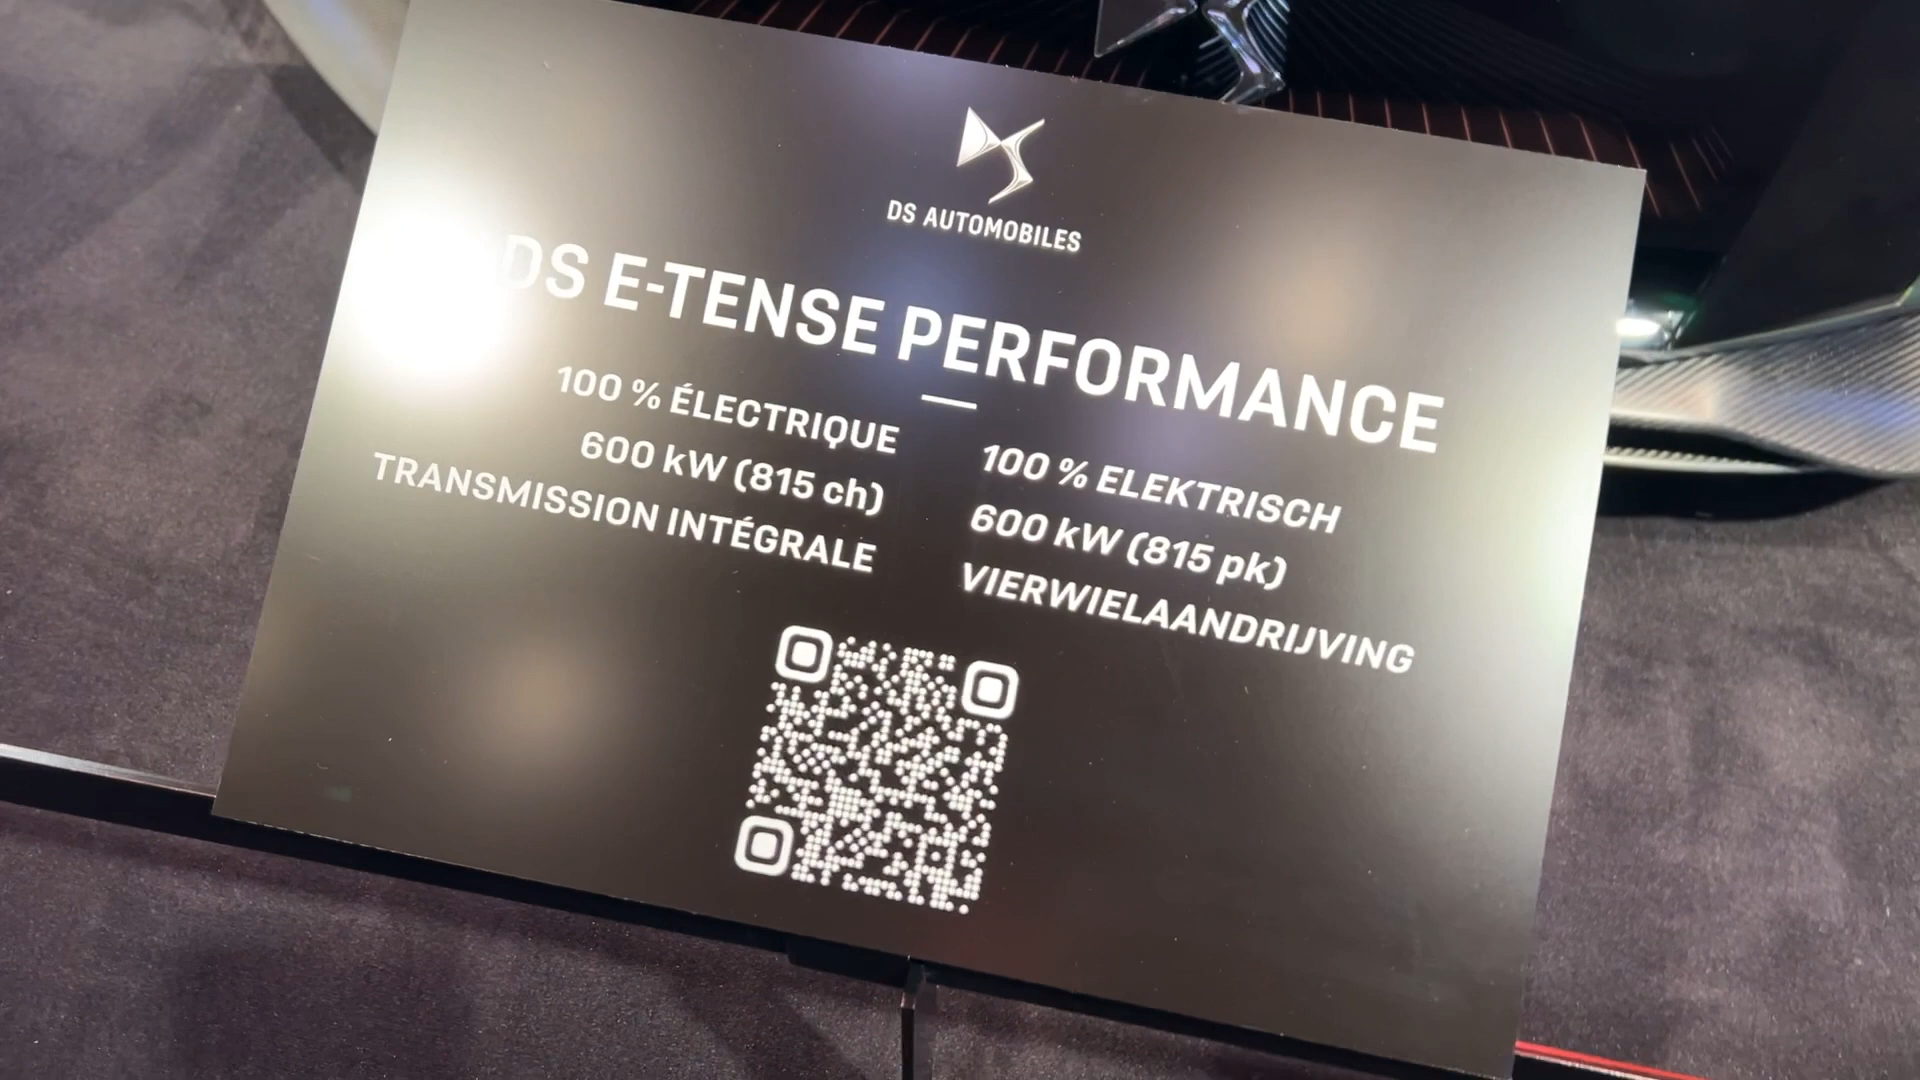 DS AUTOMOBILES
DS E-TENSE PERFORMANCE
100 % ÉLECTRIQUE
600 kW (815 ch)
TRANSMISSION INTÉGRALE
100 % ELEKTRISCH
600 kW (815 pk)
VIERWIELAANDRIJVING